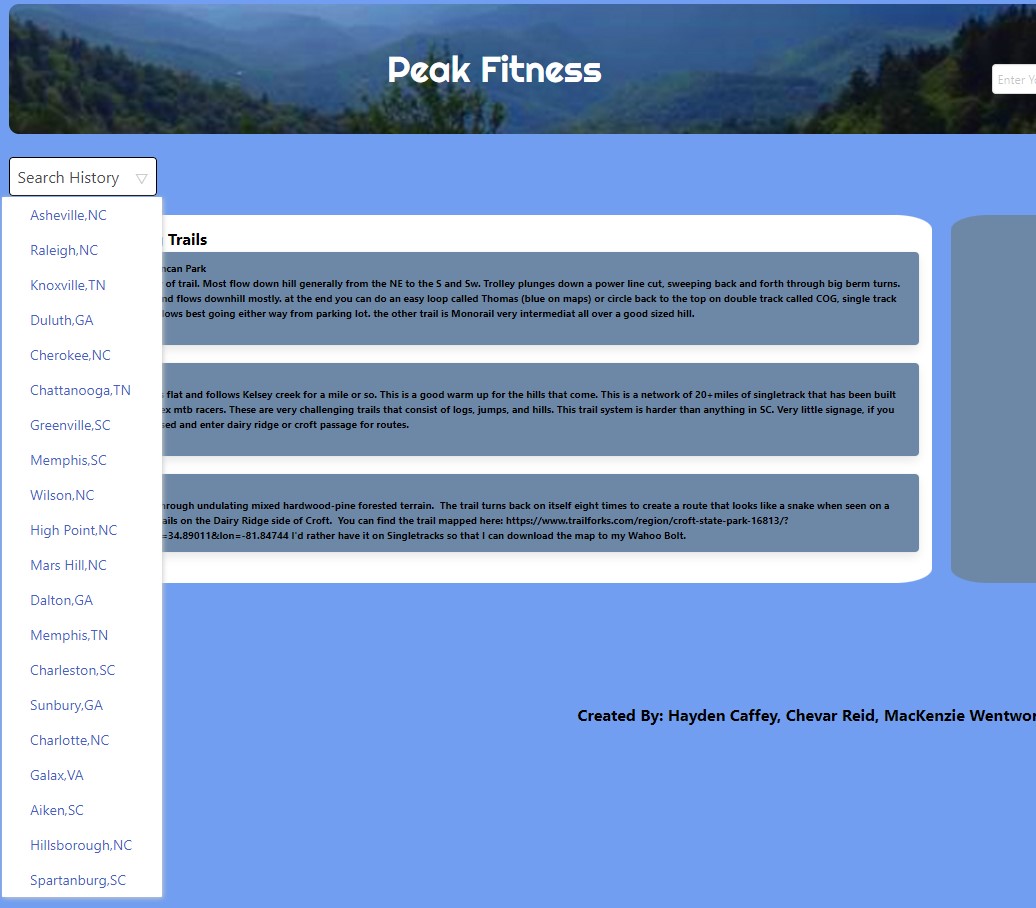 Peak Fitness
Enter
Search History
Asheville,NC
Raleigh,NC
Knoxville,TN
Duluth,GA
Cherokee,NC
Chattanooga,TN
Greenville,SC
Memphis,SC
Wilson,NC
High Point,NC
Mars Hill,NC
Dalton,GA
Memphis,TN
Charleston,SC
Sunbury,GA
Charlotte,NC
Galax,VA
Aiken,SC
Hillsborough,NC
Spartanburg,SC
Trails
Park
of trail. Most flow down hill generally from the NE to the S and Sw. Trolley plunges down a power line cut, sweeping back and forth through big berm turns.
flows downhill mostly. at the end you can do an easy loop called Thomas (blue on maps) or circle back to the top on double track called COG, single track
best going either way from parking lot. the other trail is Monorail very intermediat all over a good sized hill.
flat and follows Kelsey creek for a mile or so. This is a good warm up for the hills that come. This is a network of 20+miles of singletrack that has been built
mtb racers. These are very challenging trails that consist of logs, jumps, and hills. This trail system is harder than anything in SC. Very little signage, if you
and enter dairy ridge or croft passage for routes.
undulating mixed hardwood-pine forested terrain.  The trail turns back on itself eight times to create a route that looks like a snake when seen on a
on the Dairy Ridge side of Croft.  You can find the trail mapped here: https://www.trailforks.com/region/croft-state-park-16813/?
=34.89011&lon=-81.84744 I'd rather have it on Singletracks so that I can download the map to my Wahoo Bolt.
Created By: Hayden Caffey, Chevar Reid, MacKenzie